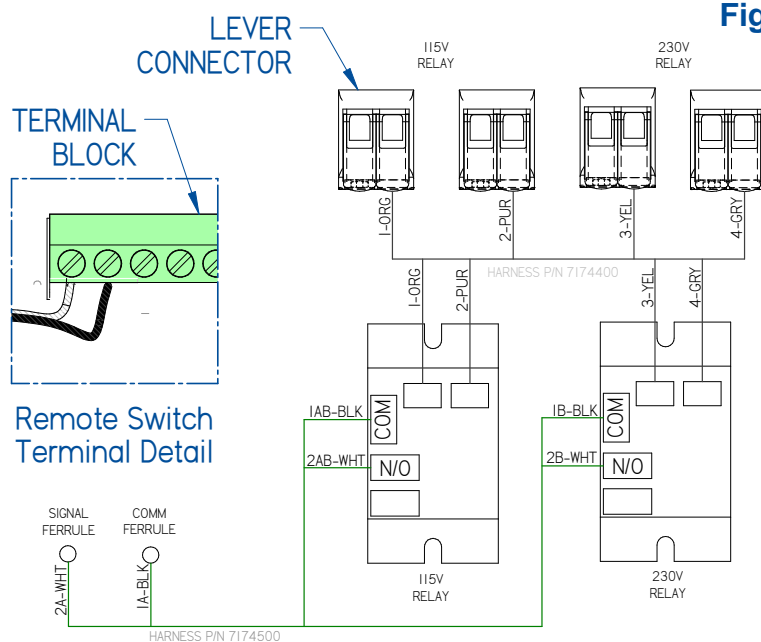 Fig
LEVER
CONNECTOR
115V
RELAY
230V
RELAY
TERMINAL
BLOCK
1-ORG
2-PUR
3-YEL
4-GRY
HARNESS P/N 7174400
1-ORG
2-PUR
3-YEL
4-GRY
Remote Switch
Terminal Detail
1AB-BLK
COM
2AB-WHT
N/O
1B-BLK
COM
2B-WHT
N/O
SIGNAL
FERRULE
COMM
FERRULE
2A-WHT
1A-BLK
115V
RELAY
230V
RELAY
HARNESS P/N 7174500